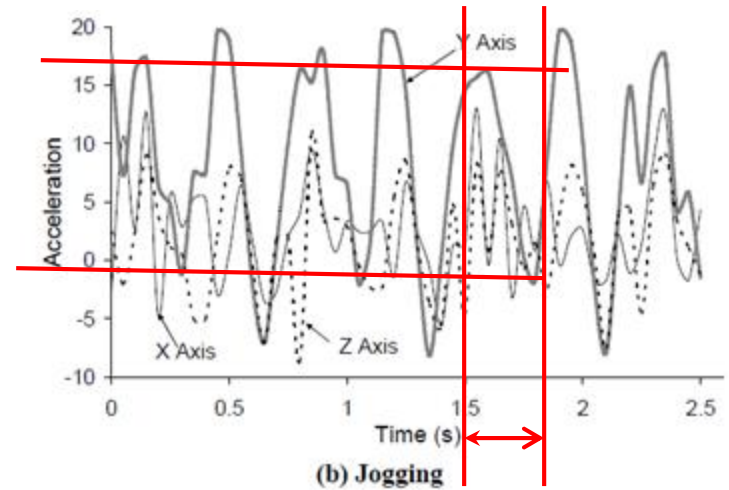 20
15
10
5
0
-5
-10
Acceleration
Y Axis
X Axis
Z Axis
0 0.5 1 1.5 2 2.5
Time (s)
(b) Jogging